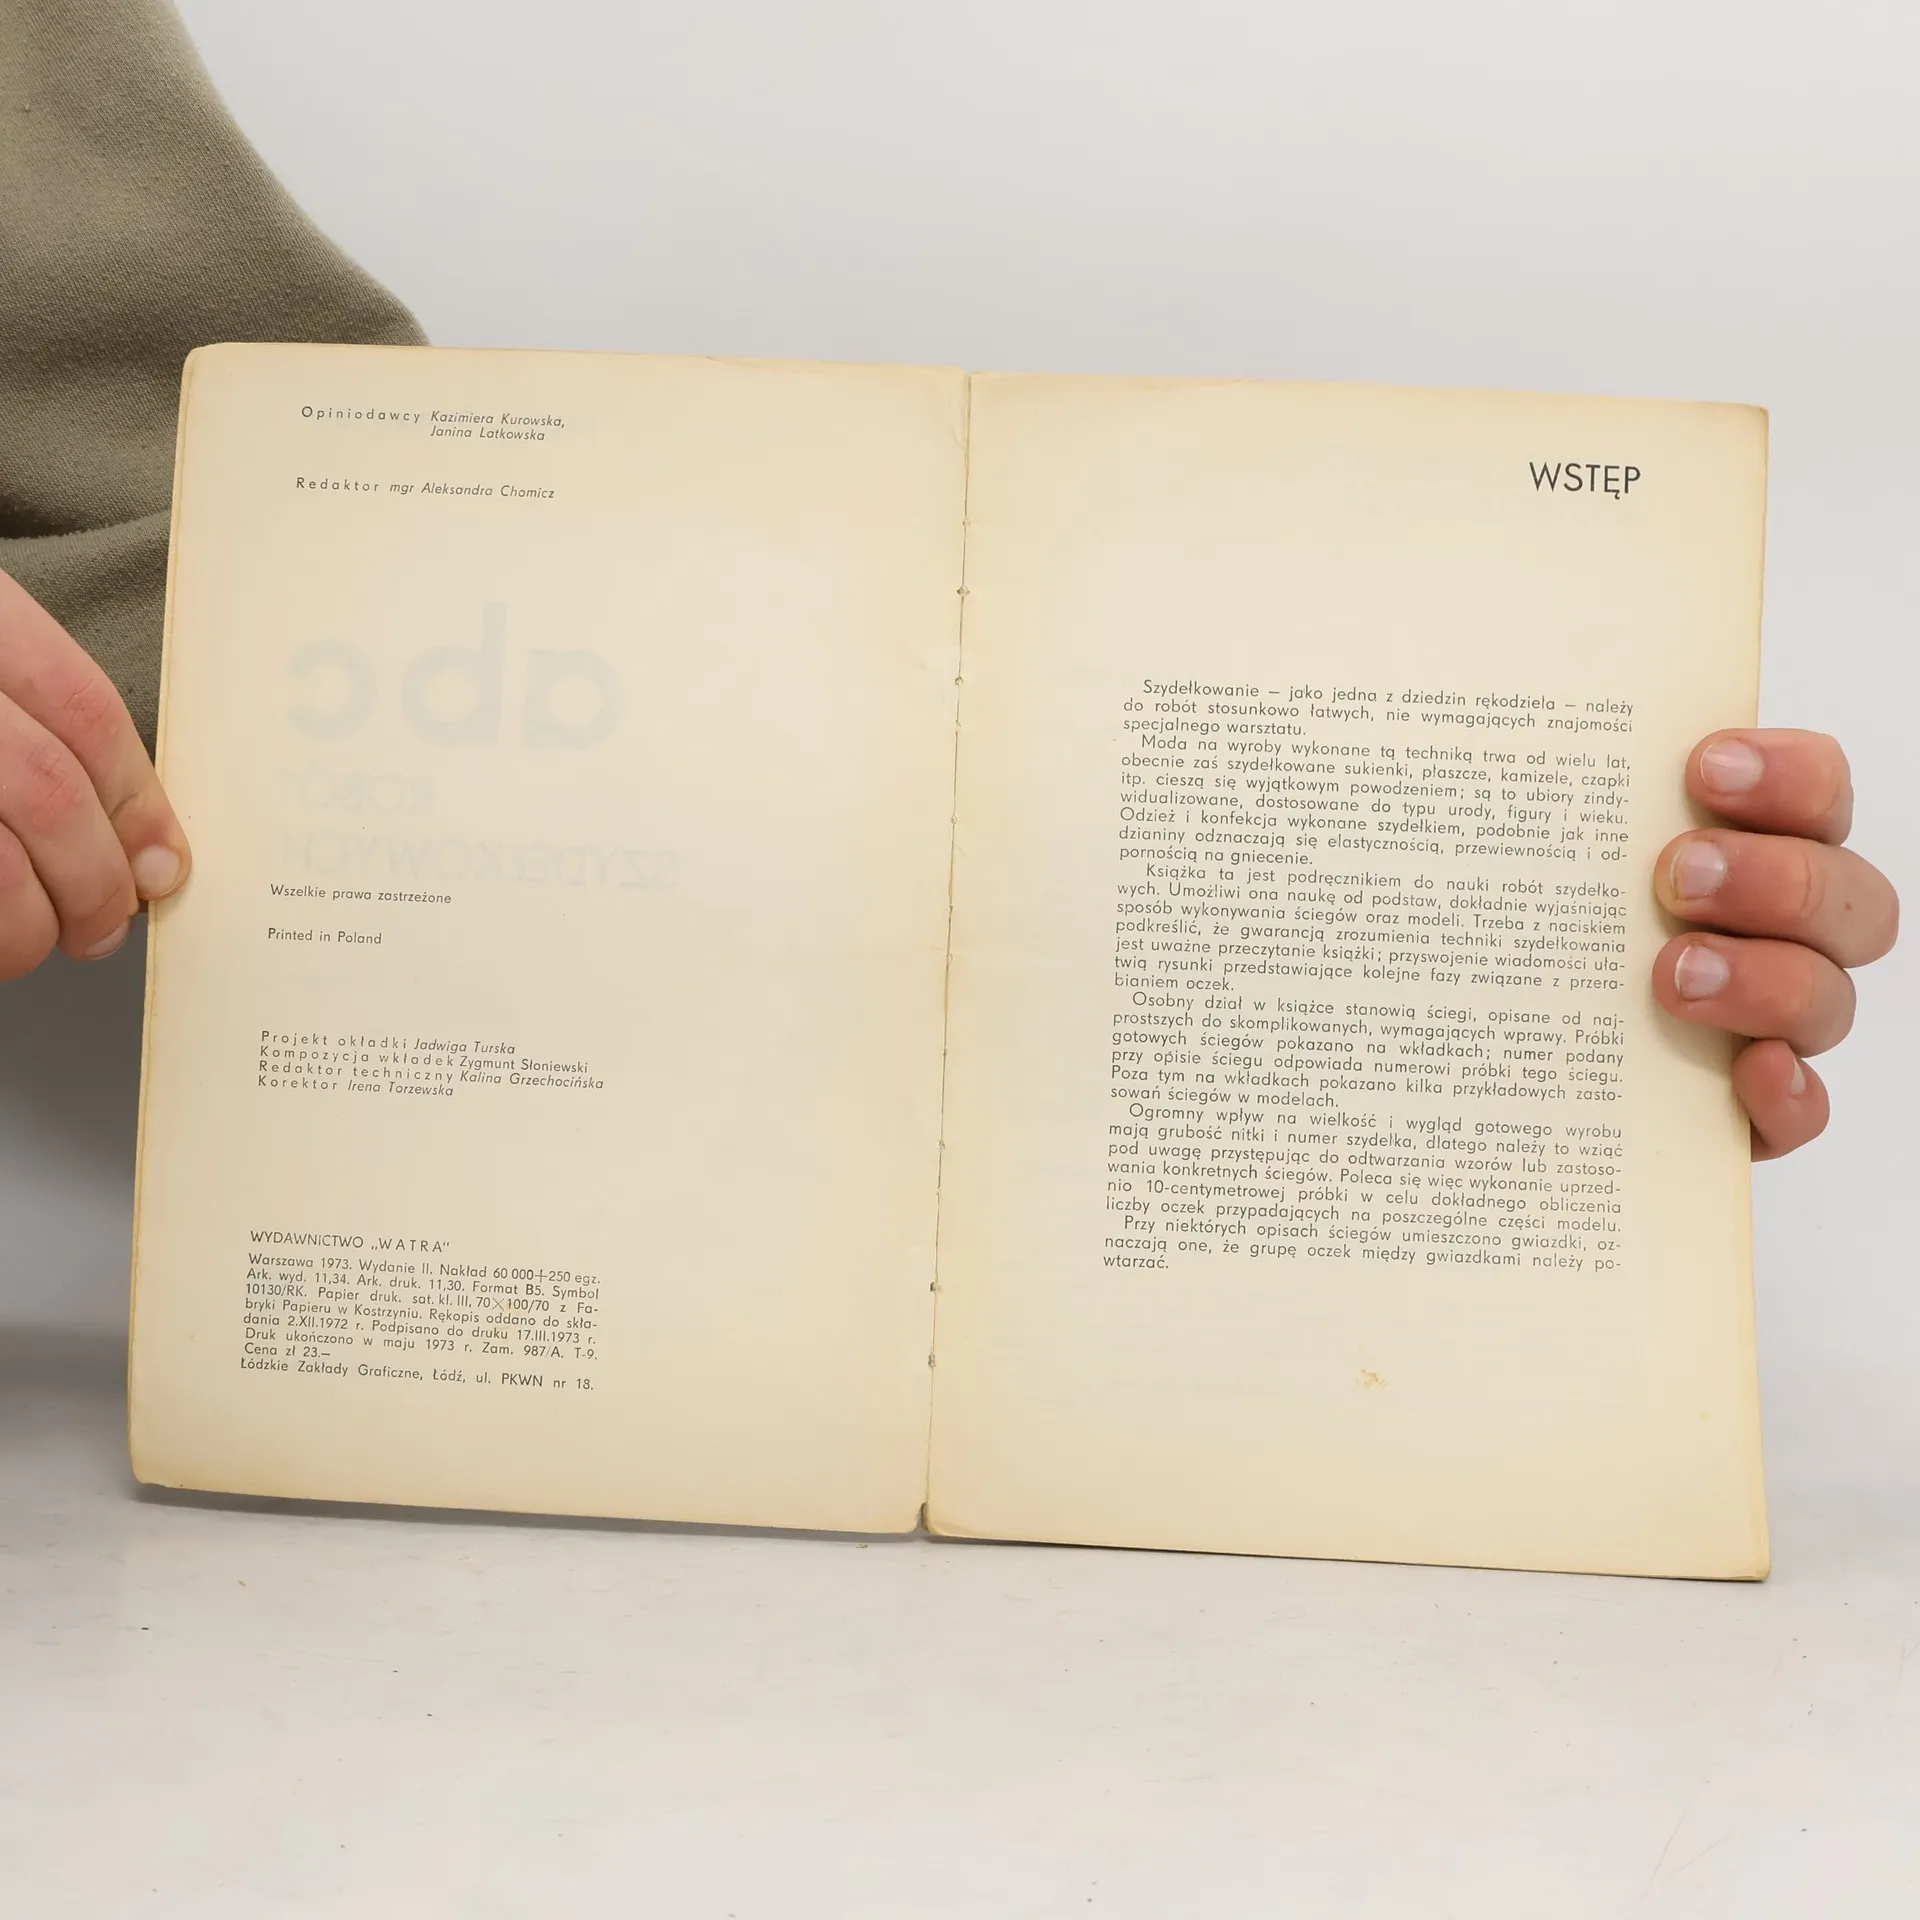 Opiniodawcy Kazimiera Kurowska,
Janina Latkowska
Redaktor mgr Aleksandra Chomicz
abc
ROBÓT
SZYDEŁKOWYCH
Wszelkie prawa zastrzeżone
Printed in Poland
Projekt okładki Jadwiga Turska
Kompozycja wkładek Zygmunt Słoniewski
Redaktor techniczny Kalina Grzechocińska
Korektor Irena Torzewska
WYDAWNICTWO „WATRA"
Warszawa 1973. Wydanie II. Nakład 60 000+250 egz.
Ark. wyd. 11,34. Ark. druk. 11,30. Format B5. Symbol
10130/RK. Papier druk. sat. kl. III, 70×100/70 z Fa-
bryki Papieru w Kostrzyniu. Rękopis oddano do skła-
dania 2.XII.1972 r. Podpisano do druku 17.III.1973 r.
Druk ukończono w maju 1973 r. Zam. 987/A. T-9.
Cena zł 23.—
Łódzkie Zakłady Graficzne, Łódź, ul. PKWN nr 18.
WSTĘP
Szydełkowanie — jako jedna z dziedzin rękodzieła — należy
do robót stosunkowo łatwych, nie wymagających znajomości
specjalnego warsztatu.
Moda na wyroby wykonane tą techniką trwa od wielu lat,
obecnie zaś szydełkowane sukienki, płaszcze, kamizele, czapki
itp. cieszą się wyjątkowym powodzeniem; są to ubiory zindy-
widualizowane, dostosowane do typu urody, figury i wieku.
Odzież i konfekcja wykonane szydełkiem, podobnie jak inne
dzianiny odznaczają się elastycznością, przewiewnością i od-
pornością na gniecenie.
Książka ta jest podręcznikiem do nauki robót szydełko-
wych. Umożliwi ona naukę od podstaw, dokładnie wyjaśniając
sposób wykonywania ściegów oraz modeli. Trzeba z naciskiem
podkreślić, że gwarancją zrozumienia techniki szydełkowania
jest uważne przeczytanie książki; przyswojenie wiadomości uła-
twią rysunki przedstawiające kolejne fazy związane z przera-
bianiem oczek.
Osobny dział w książce stanowią ściegi, opisane od naj-
prostszych do skomplikowanych, wymagających wprawy. Próbki
gotowych ściegów pokazano na wkładkach; numer podany
przy opisie ściegu odpowiada numerowi próbki tego ściegu.
Poza tym na wkładkach pokazano kilka przykładowych zasto-
sowań ściegów w modelach.
Ogromny wpływ na wielkość i wygląd gotowego wyrobu
mają grubość nitki i numer szydełka, dlatego należy to wziąć
pod uwagę przystępując do odtwarzania wzorów lub zastoso-
wania konkretnych ściegów. Poleca się więc wykonanie uprzed-
nio 10-centymetrowej próbki w celu dokładnego obliczenia
liczby oczek przypadających na poszczególne części modelu.
Przy niektórych opisach ściegów umieszczono gwiazdki, oz-
naczają one, że grupę oczek między gwiazdkami należy po-
wtarzać.